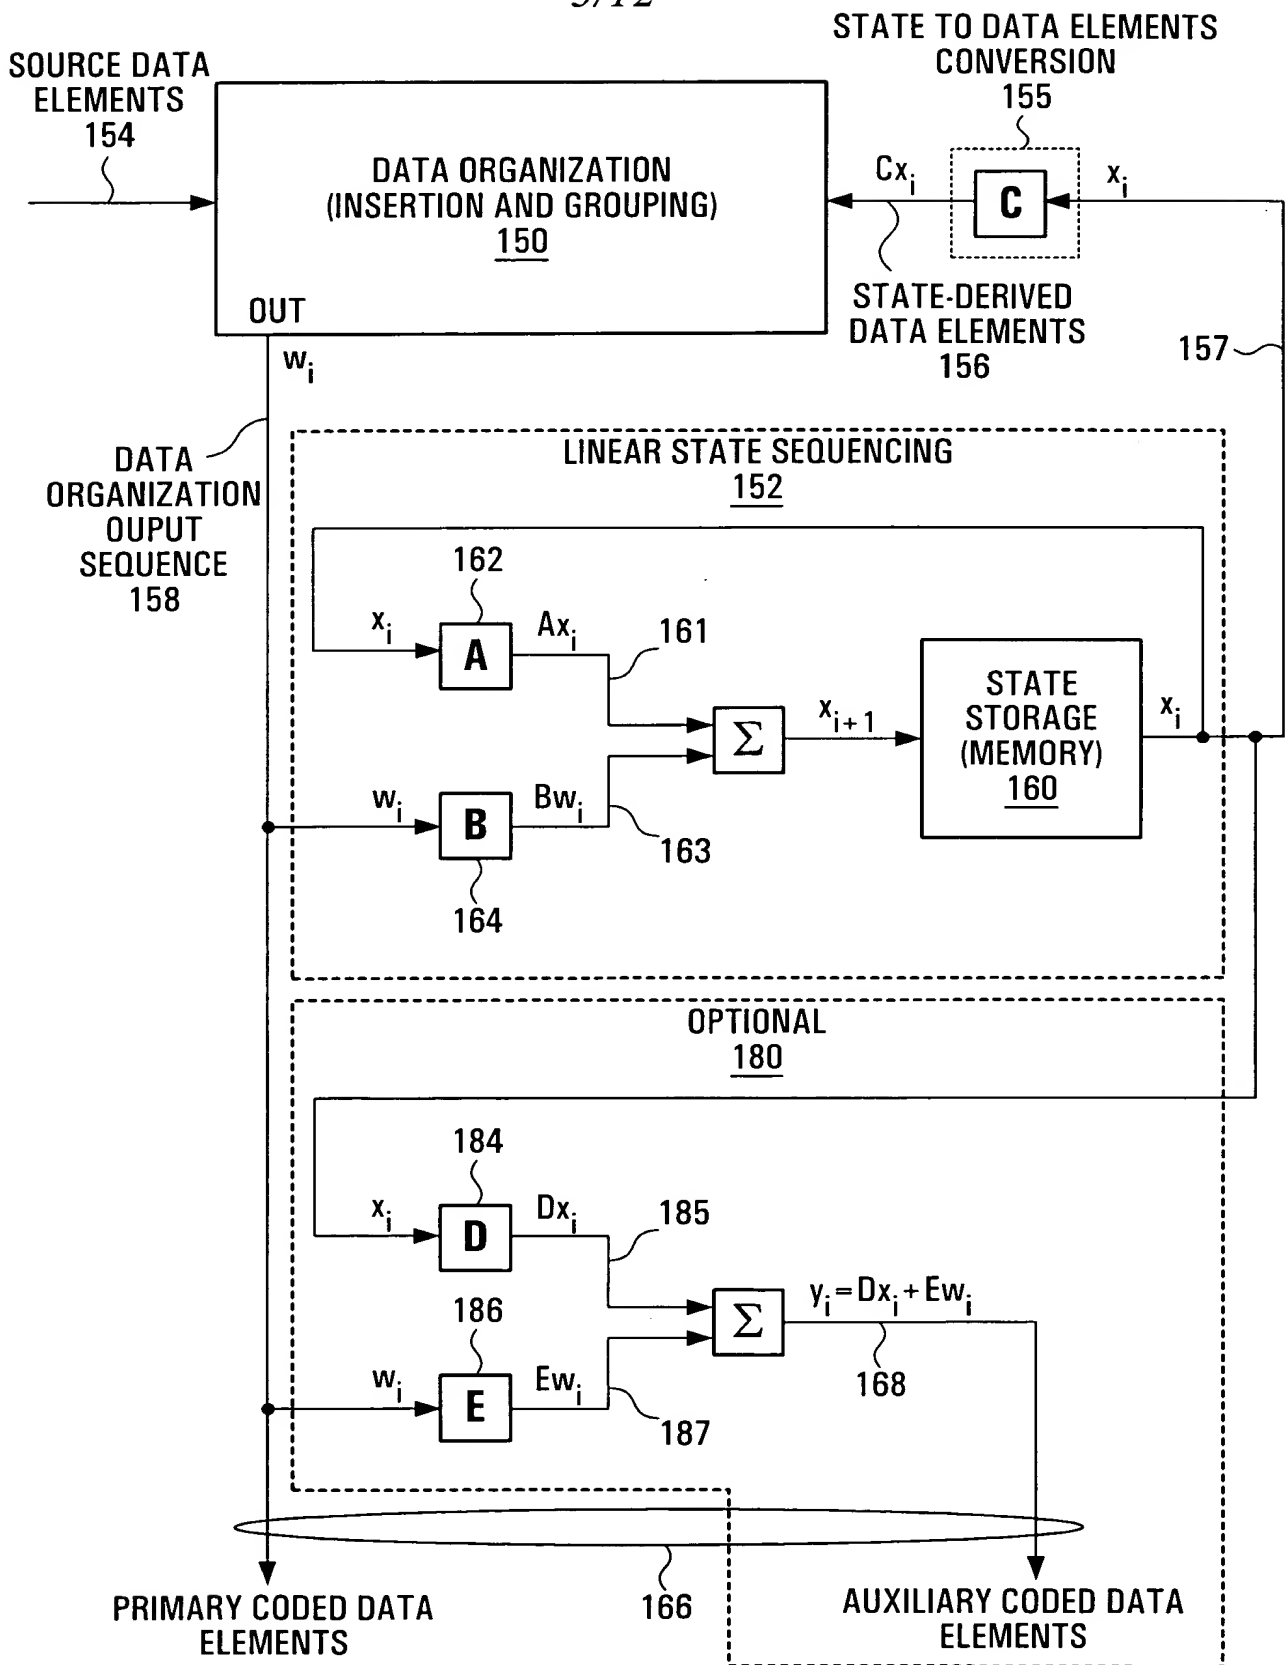 3/12
STATE TO DATA ELEMENTS
CONVERSION
155
SOURCE DATA
ELEMENTS
154
DATA ORGANIZATION
(INSERTION AND GROUPING)
150
OUT
Cx_i
C
x_i
STATE-DERIVED
DATA ELEMENTS
156
157
w_i
DATA
ORGANIZATION
OUPUT
SEQUENCE
158
LINEAR STATE SEQUENCING
152
162
x_i
A
Ax_i
161
Σ
x_{i+1}
STATE
STORAGE
(MEMORY)
160
x_i
w_i
B
Bw_i
163
164
OPTIONAL
180
184
x_i
D
Dx_i
185
186
Σ
y_i=Dx_i+Ew_i
168
w_i
E
Ew_i
187
166
PRIMARY CODED DATA
ELEMENTS
AUXILIARY CODED DATA
ELEMENTS